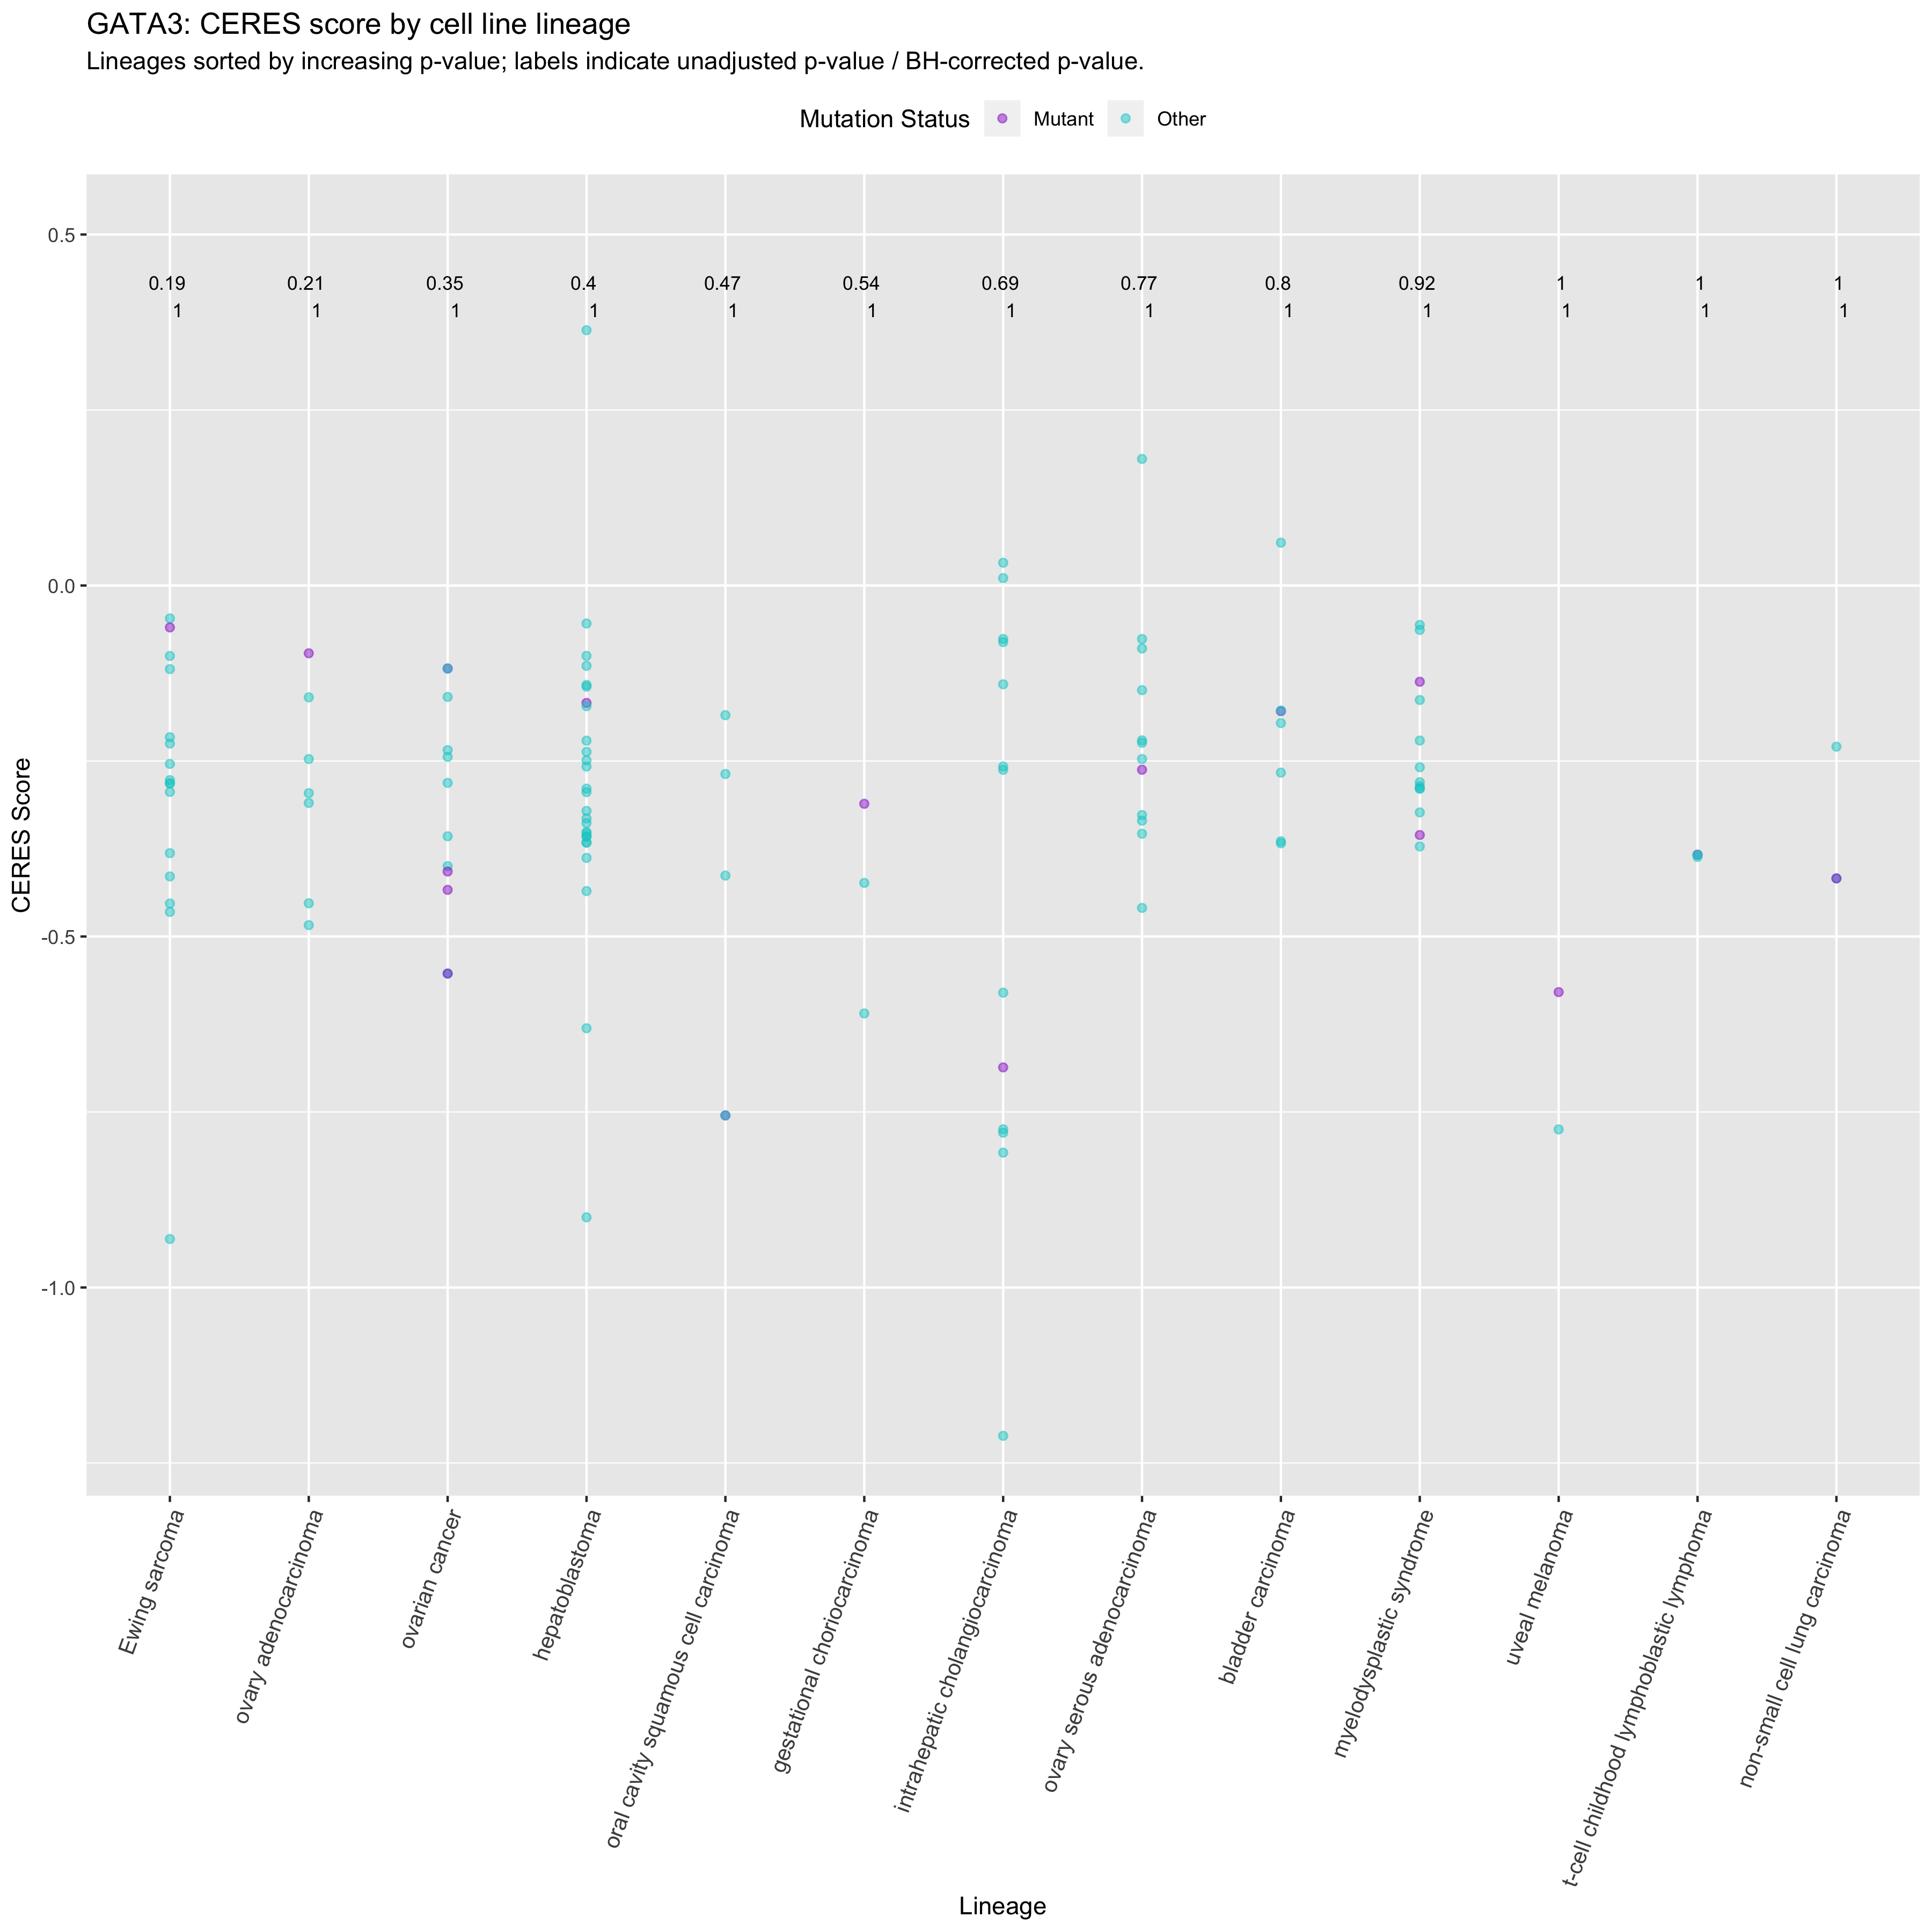 GATA3: CERES score by cell line lineage
Lineages sorted by increasing p-value; labels indicate unadjusted p-value / BH-corrected p-value.
Mutation Status Mutant Other
0.5
0.19 0.21 0.35 0.4 0.47 0.54 0.69 0.77 0.8 0.92 1 1 1
1 1 1 1 1 1 1 1 1 1 1 1 1
0.0
CERES Score
-0.5
-1.0
Ewing sarcoma
ovary adenocarcinoma
ovarian cancer
hepatoblastoma
oral cavity squamous cell carcinoma
gestational choriocarcinoma
intrahepatic cholangiocarcinoma
ovary serous adenocarcinoma
bladder carcinoma
myelodysplastic syndrome
uveal melanoma
t-cell childhood lymphoblastic lymphoma
non-small cell lung carcinoma
Lineage